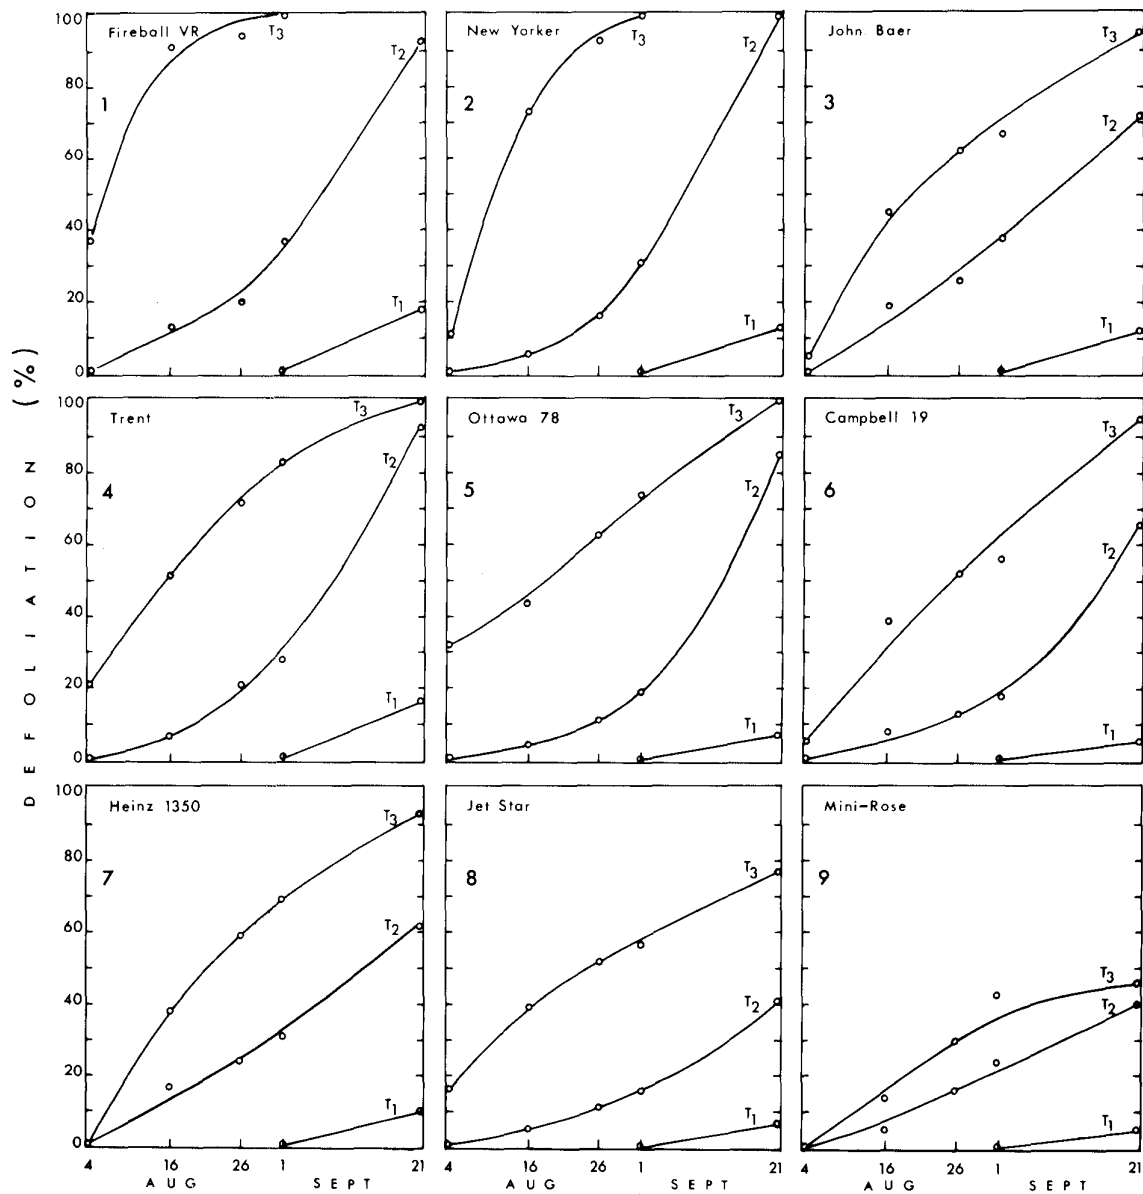 DEFOLIATION (%)
100
80
60
40
20
0
Fireball VR
1
T3
T2
T1
New Yorker
2
T3
T2
T1
John Baer
3
T3
T2
T1
100
80
60
40
20
0
Trent
4
T3
T2
T1
Ottawa 78
5
T3
T2
T1
Campbell 19
6
T3
T2
T1
100
80
60
40
20
0
Heinz 1350
7
T3
T2
T1
Jet Star
8
T3
T2
T1
Mini-Rose
9
T3
T2
T1
4 16 26 1 21
AUG SEPT
4 16 26 1 21
AUG SEPT
4 16 26 1 21
AUG SEPT